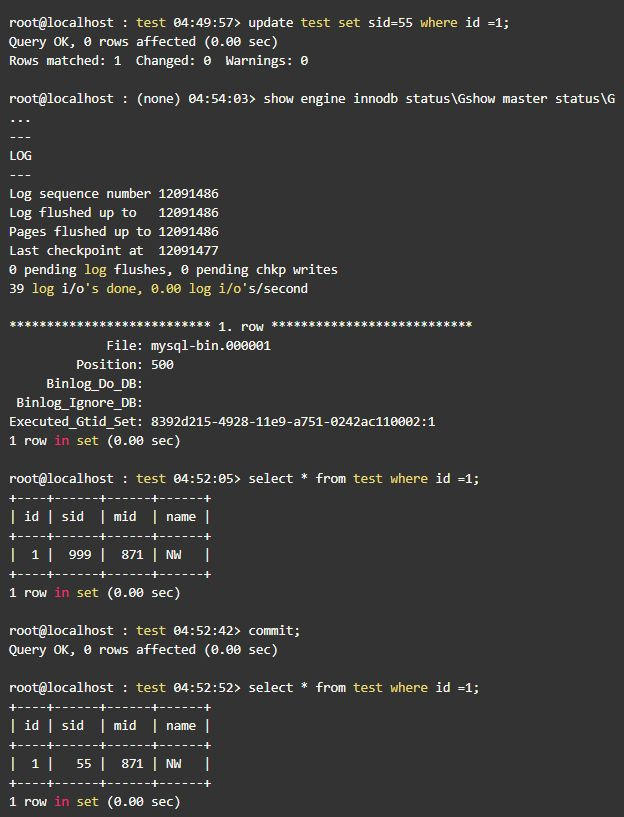 root@localhost : test 04:49:57> update test set sid=55 where id =1;
Query OK, 0 rows affected (0.00 sec)
Rows matched: 1  Changed: 0  Warnings: 0
root@localhost : (none) 04:54:03> show engine innodb status\Gshow master status\G
...
---
LOG
---
Log sequence number 12091486
Log flushed up to   12091486
Pages flushed up to 12091486
Last checkpoint at  12091477
0 pending log flushes, 0 pending chkp writes
39 log i/o's done, 0.00 log i/o's/second
*************************** 1. row ***************************
             File: mysql-bin.000001
         Position: 500
     Binlog_Do_DB:
 Binlog_Ignore_DB:
Executed_Gtid_Set: 8392d215-4928-11e9-a751-0242ac110002:1
1 row in set (0.00 sec)
root@localhost : test 04:52:05> select * from test where id =1;
+----+------+------+------+
| id | sid  | mid  | name |
+----+------+------+------+
|  1 |  999 |  871 | NW   |
+----+------+------+------+
1 row in set (0.00 sec)
root@localhost : test 04:52:42> commit;
Query OK, 0 rows affected (0.00 sec)
root@localhost : test 04:52:52> select * from test where id =1;
+----+------+------+------+
| id | sid  | mid  | name |
+----+------+------+------+
|  1 |   55 |  871 | NW   |
+----+------+------+------+
1 row in set (0.00 sec)